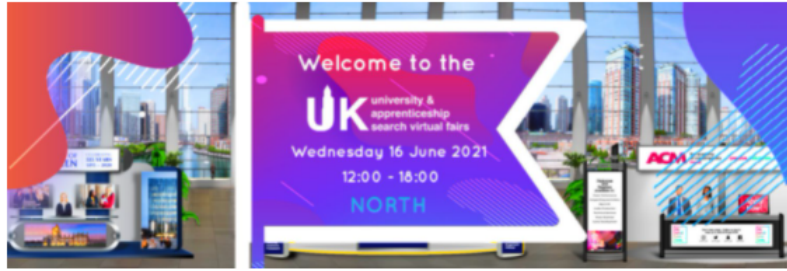 Welcome to the
UK university &
apprenticeship
search virtual fairs
Wednesday 16 June 2021
12:00 - 18:00
NORTH
ACM